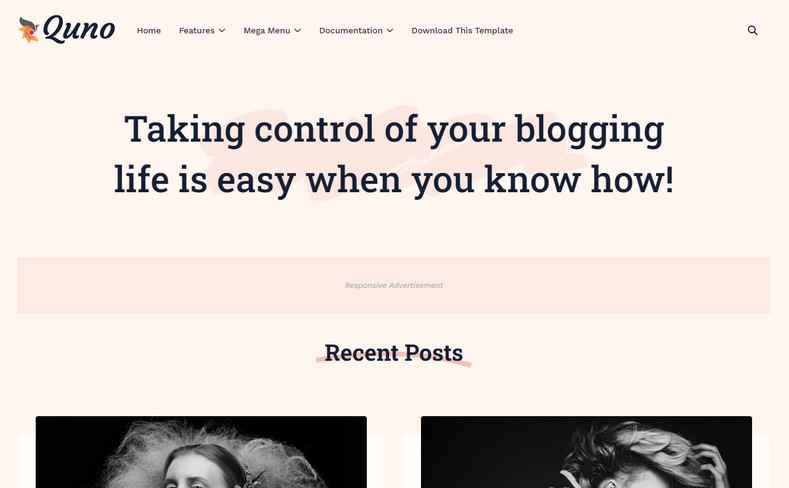 Quno
Home
Features
Mega Menu
Documentation
Download This Template
Taking control of your blogging
life is easy when you know how!
Responsive Advertisement
Recent Posts